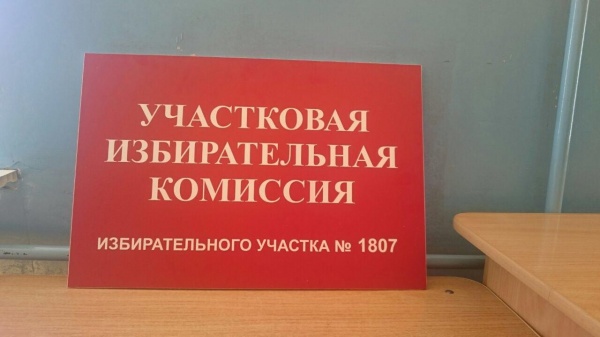 УЧАСТКОВАЯ
ИЗБИРАТЕЛЬНАЯ
КОМИССИЯ
ИЗБИРАТЕЛЬНОГО УЧАСТКА № 1807